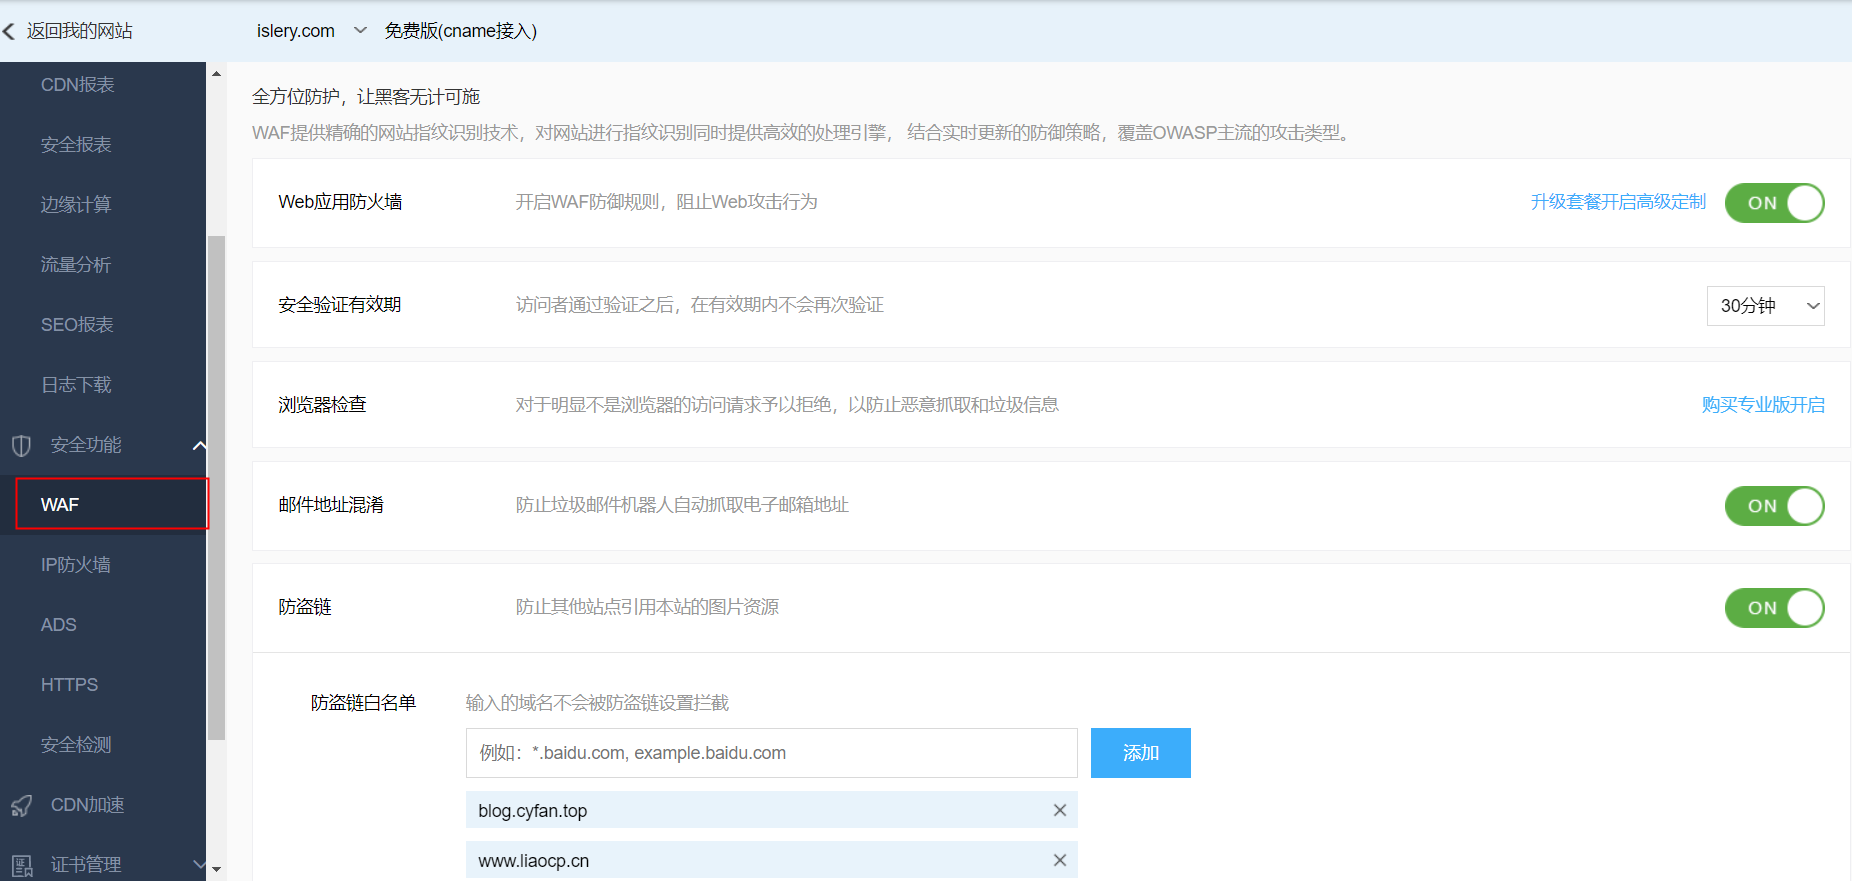 返回我的网站
islery.com
免费版(cname接入)
CDN报表
安全报表
边缘计算
流量分析
SEO报表
日志下载
安全功能
WAF
IP防火墙
ADS
HTTPS
安全检测
CDN加速
证书管理
全方位防护，让黑客无计可施
WAF提供精确的网站指纹识别技术，对网站进行指纹识别同时提供高效的处理引擎， 结合实时更新的防御策略，覆盖OWASP主流的攻击类型。
Web应用防火墙
开启WAF防御规则，阻止Web攻击行为
升级套餐开启高级定制
ON
安全验证有效期
访问者通过验证之后，在有效期内不会再次验证
30分钟
浏览器检查
对于明显不是浏览器的访问请求予以拒绝，以防止恶意抓取和垃圾信息
购买专业版开启
邮件地址混淆
防止垃圾邮件机器人自动抓取电子邮箱地址
ON
防盗链
防止其他站点引用本站的图片资源
ON
防盗链白名单
输入的域名不会被防盗链设置拦截
例如：*.baidu.com, example.baidu.com
添加
blog.cyfan.top
www.liaocp.cn